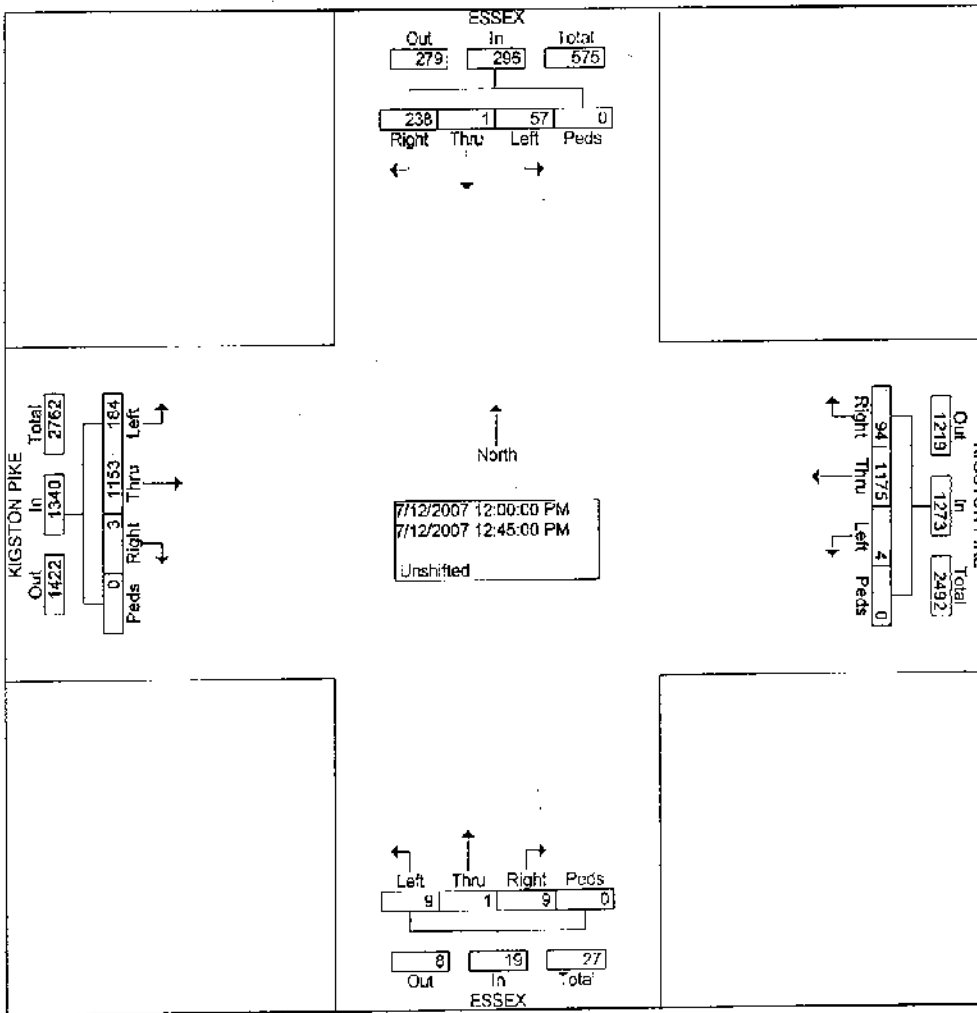 ESSEX
Out In Total
279 296 575
238 1 57 0
Right Thru Left Peds
KIGSTON PIKE
Total In Out
2762 1340 1422
184 1153 3 0
Left Thru Right Peds
North
7/12/2007 12:00:00 PM
7/12/2007 12:45:00 PM
Unshifted
Out In Total
1219 1273 2492
94 1175 4 0
Right Thru Left Peds
Left Thru Right Peds
9 1 9 0
8 19 27
Out In Total
ESSEX